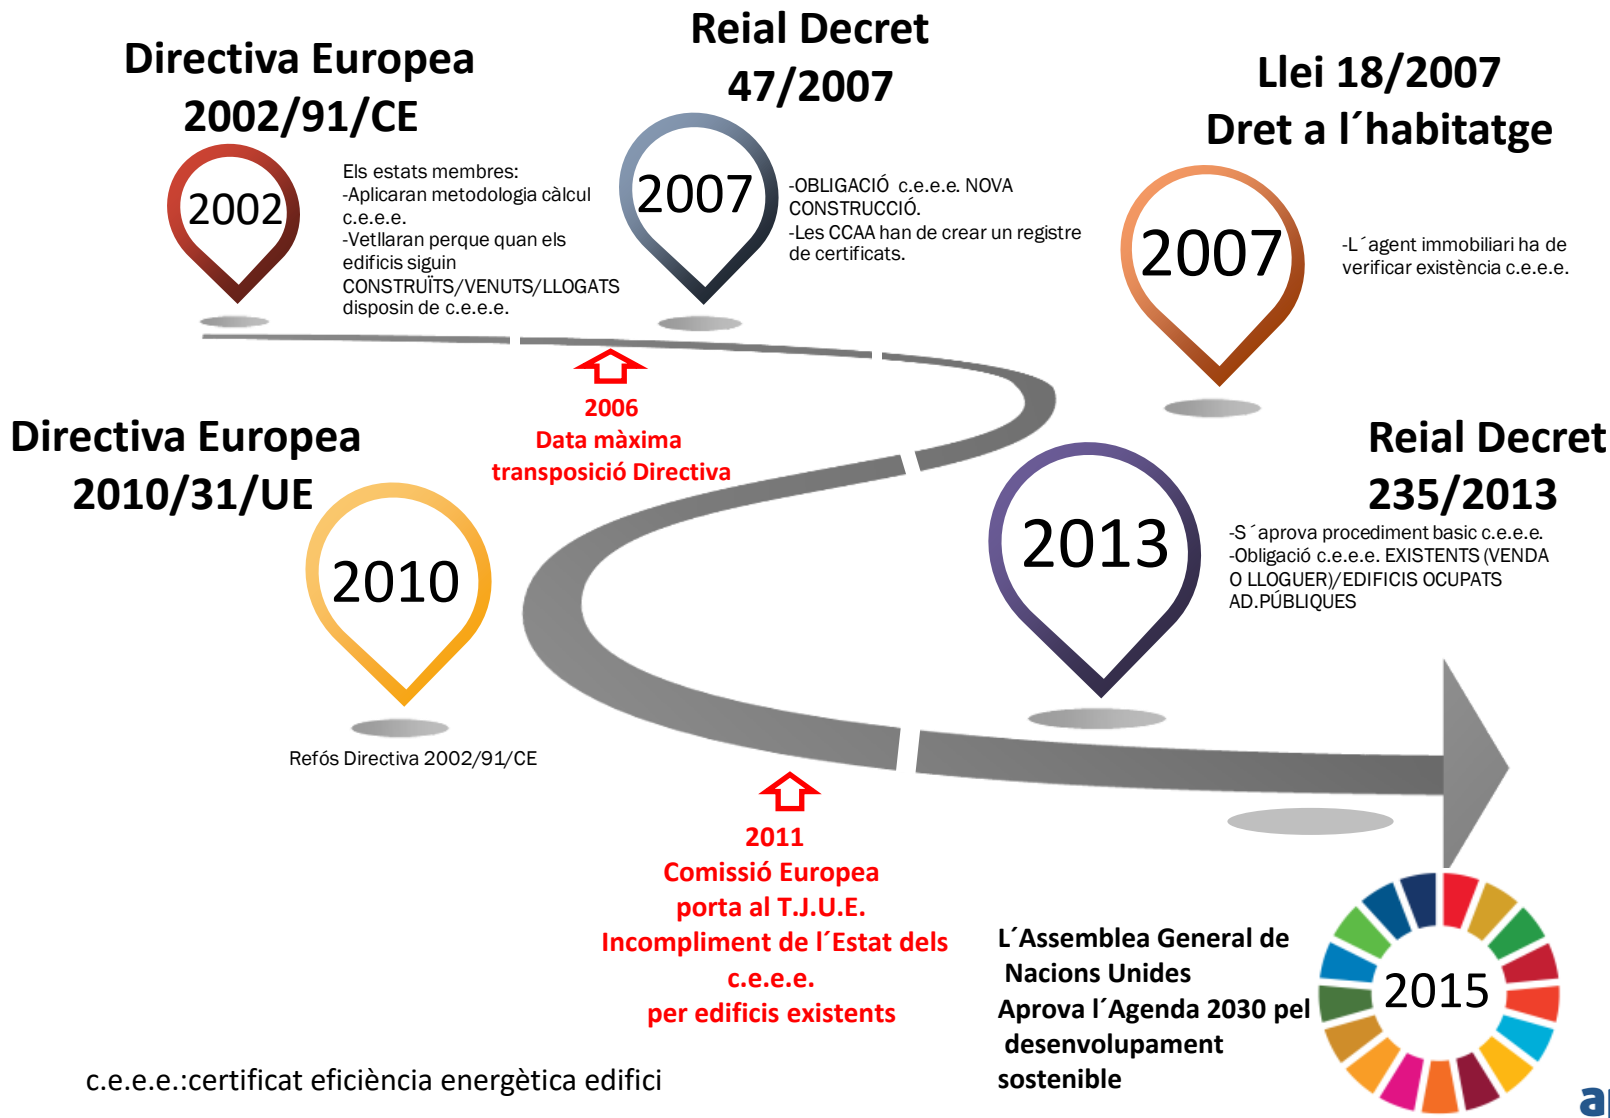 Directiva Europea
2002/91/CE
2002
Els estats membres:
-Aplicaran metodologia càlcul
c.e.e.e.
-Vetllaran perque quan els
edificis siguin
CONSTRUÏTS/VENUTS/LLOGATS
disposin de c.e.e.e.
Reial Decret
47/2007
2007
-OBLIGACIÓ c.e.e.e. NOVA
CONSTRUCCIÓ.
-Les CCAA han de crear un registre
de certificats.
Llei 18/2007
Dret a l´habitatge
2007
-L´agent immobiliari ha de
verificar existència c.e.e.e.
2006
Data màxima
transposició Directiva
Directiva Europea
2010/31/UE
2010
Refós Directiva 2002/91/CE
Reial Decret
235/2013
2013
-S´aprova procediment basic c.e.e.e.
-Obligació c.e.e.e. EXISTENTS (VENDA
O LLOGUER)/EDIFICIS OCUPATS
AD.PÚBLIQUES
2011
Comissió Europea
porta al T.J.U.E.
Incompliment de l´Estat dels
c.e.e.e.
per edificis existents
L´Assemblea General de
Nacions Unides
Aprova l´Agenda 2030 pel
desenvolupament
sostenible
2015
c.e.e.e.:certificat eficiència energètica edifici